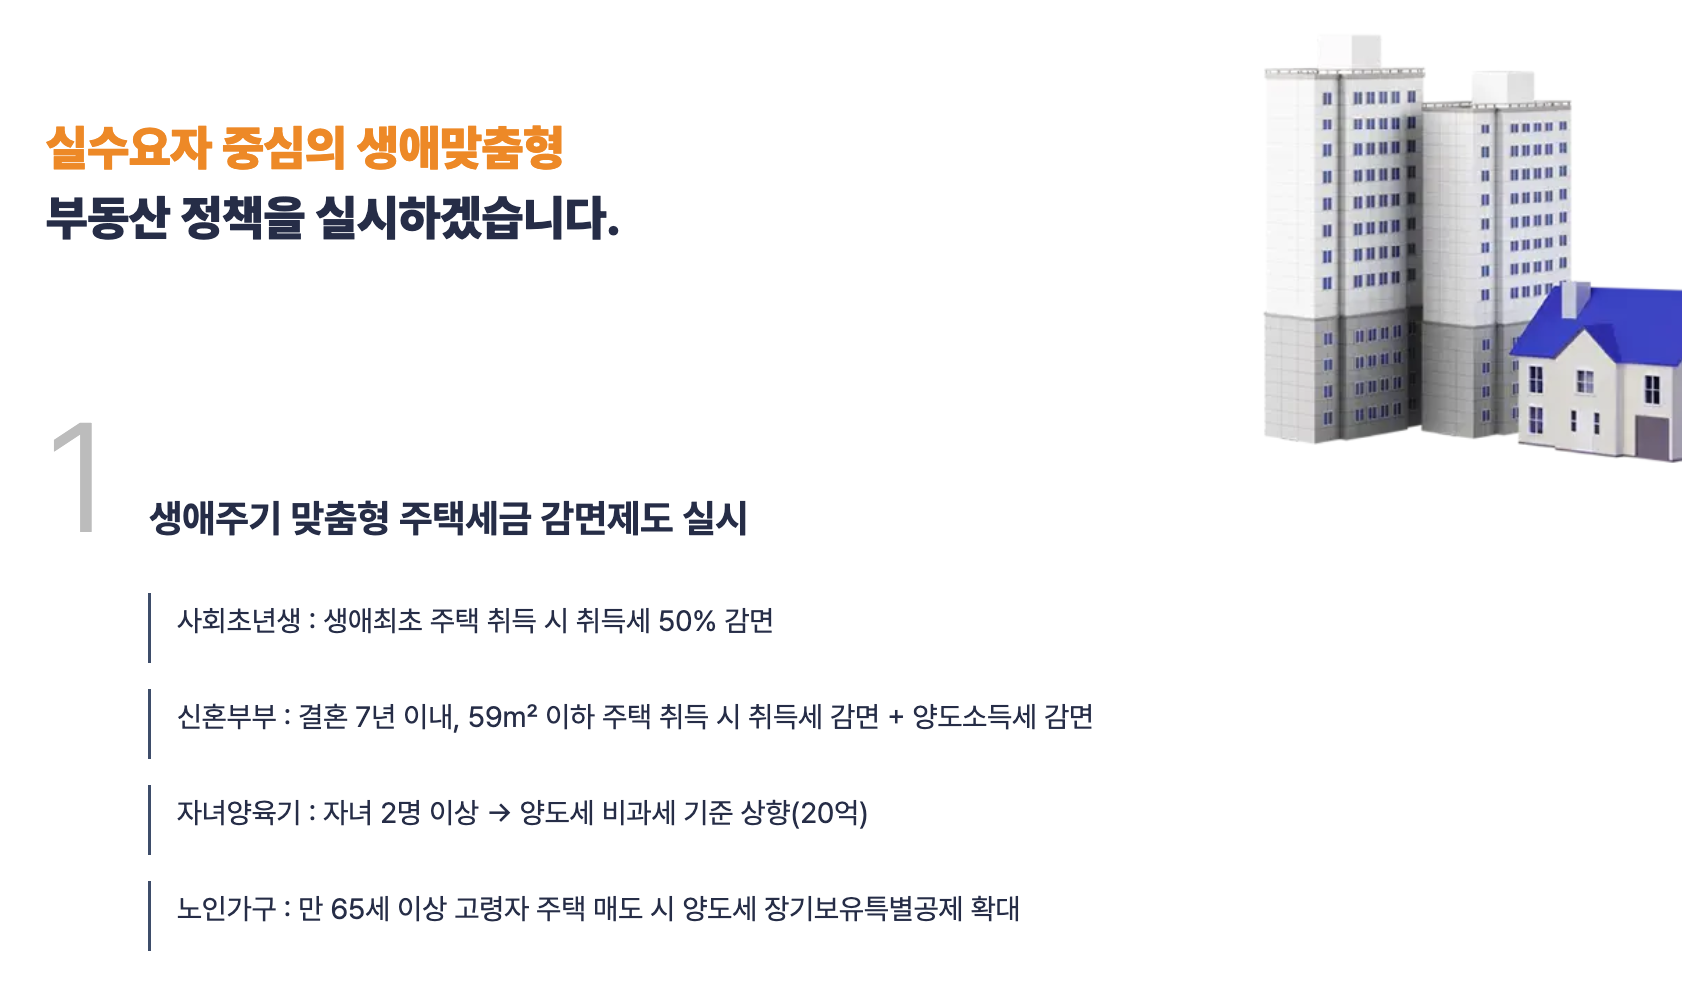 실수요자 중심의 생애맞춤형
부동산 정책을 실시하겠습니다.
1
생애주기 맞춤형 주택세금 감면제도 실시
사회초년생 : 생애최초 주택 취득 시 취득세 50% 감면
신혼부부 : 결혼 7년 이내, 59m² 이하 주택 취득 시 취득세 감면 + 양도소득세 감면
자녀양육기 : 자녀 2명 이상 → 양도세 비과세 기준 상향(20억)
노인가구 : 만 65세 이상 고령자 주택 매도 시 양도세 장기보유특별공제 확대